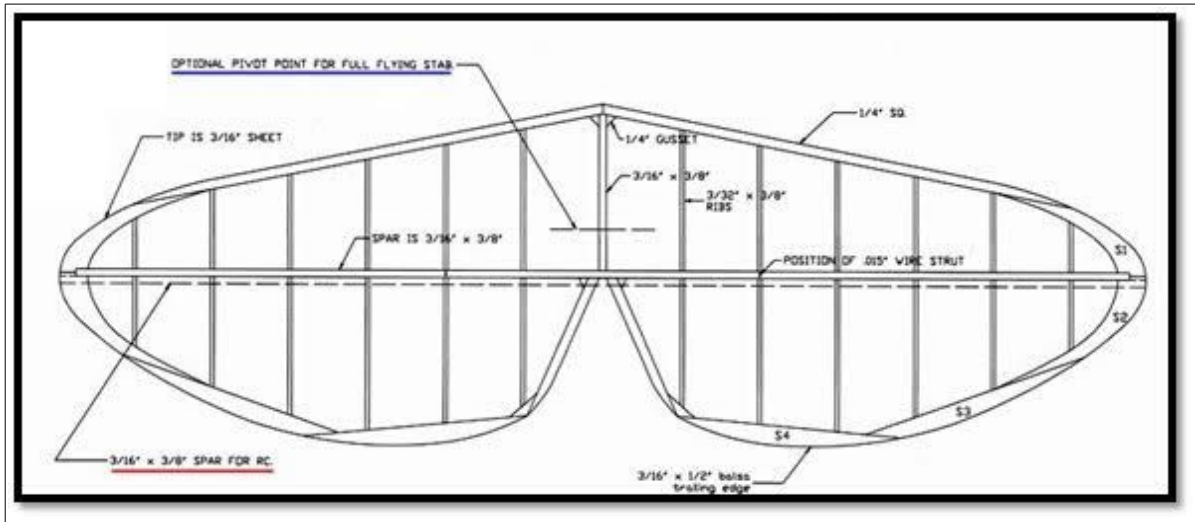 OPTIONAL PIVOT POINT FOR FULL FLYING STAB.
1/4" SQ.
TIP IS 3/16" SHEET
1/4" GUSSET
3/16" x 3/8"
3/32" x 3/8"
RIBS
SPAR IS 3/16" x 3/8"
S1
POSITION OF .015" WIRE STRUT
S2
S3
S4
3/16" x 3/8" SPAR FOR RC.
3/16" x 1/2" balsa
trailing edge